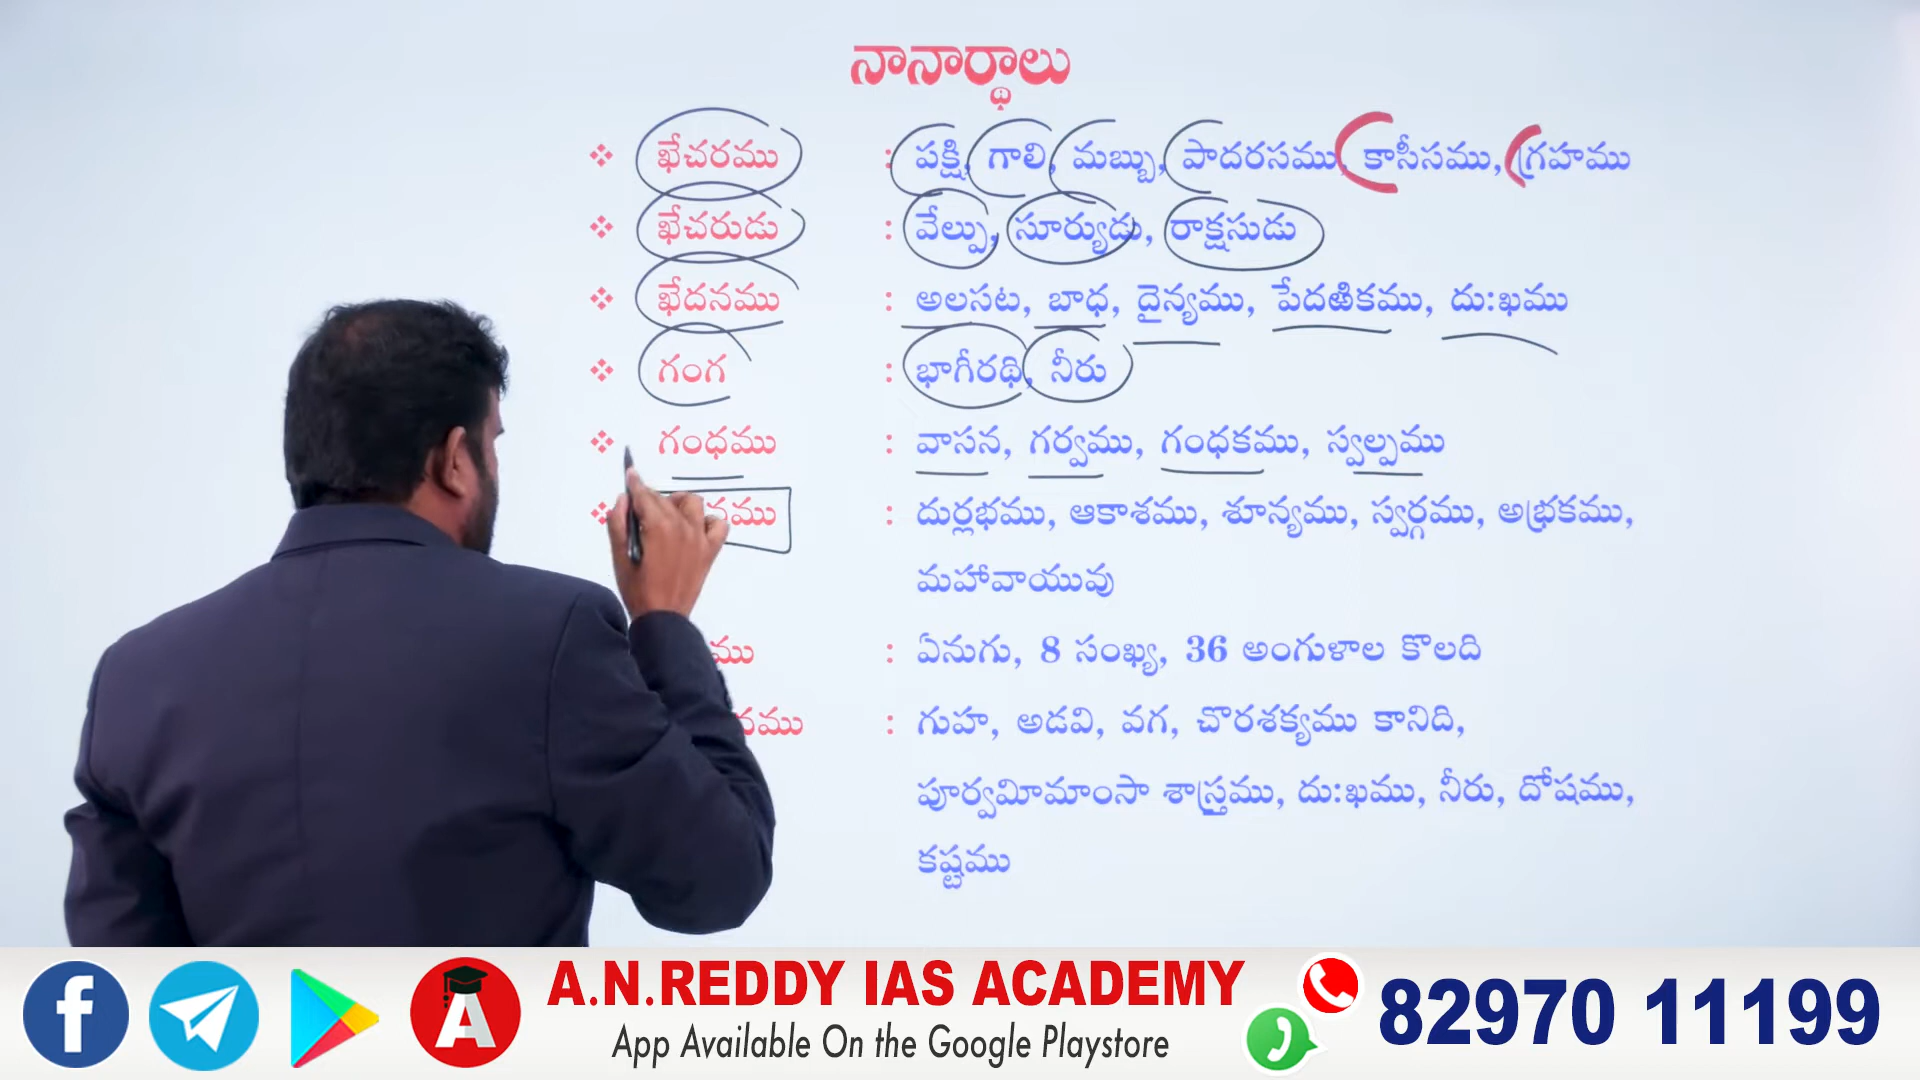 నానార్థాలు
❖ ఖేచరము : పక్షి, గాలి, మబ్బు, పాదరసము, కాసీసము, గ్రహము
❖ ఖేచరుడు : వేల్పు, సూర్యుడు, రాక్షసుడు
❖ ఖేదనము : అలసట, బాధ, దైన్యము, పేదఱికము, దు:ఖము
❖ గంగ : భాగీరథి, నీరు
❖ గంధము : వాసన, గర్వము, గంధకము, స్వల్పము
❖ : దుర్లభము, ఆకాశము, శూన్యము, స్వర్గము, అభ్రకము,
మహావాయువు
: ఏనుగు, 8 సంఖ్య, 36 అంగుళాల కొలది
: గుహ, అడవి, వగ, చొరశక్యము కానిది,
పూర్వమీమాంసా శాస్త్రము, దు:ఖము, నీరు, దోషము,
కష్టము
A.N.REDDY IAS ACADEMY
App Available On the Google Playstore
82970 11199